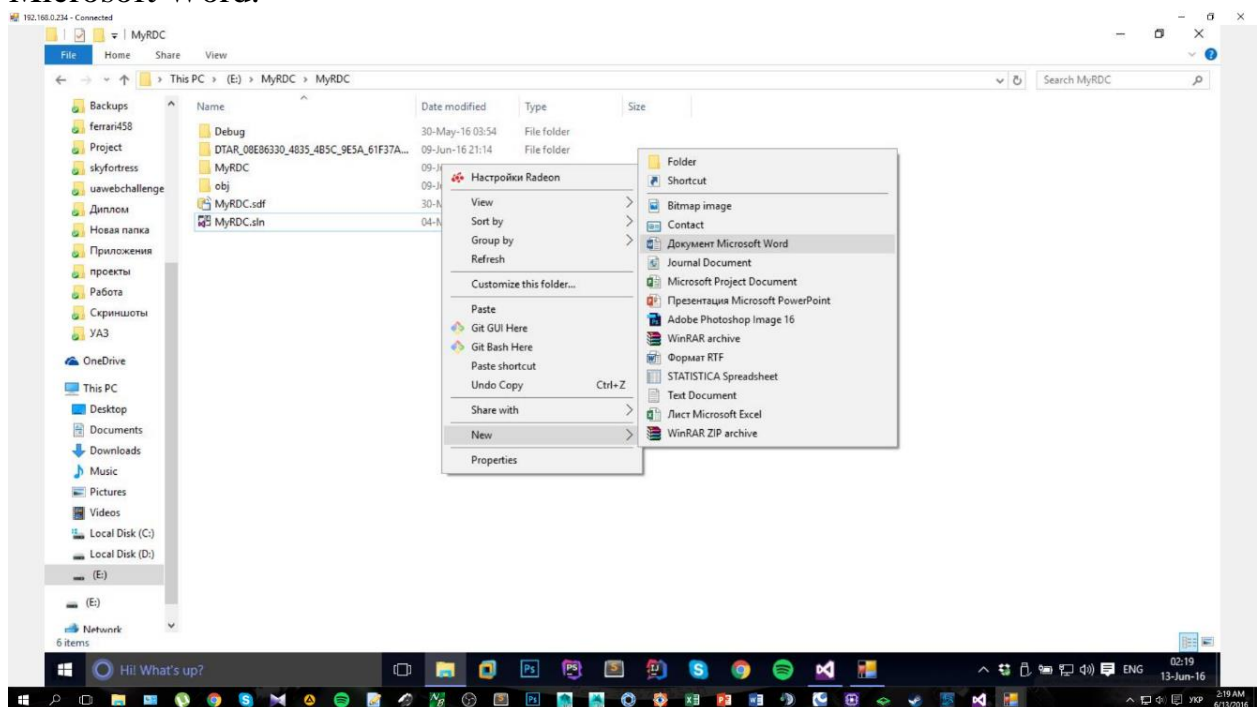 Microsoft Word.
192.168.0.234 - Connected
MyRDC
File Home Share View
This PC > (E:) > MyRDC > MyRDC
Search MyRDC
Name Date modified Type Size
Backups
ferrari458
Project
skyfortress
uawebchallenge
Диплом
Новая папка
Приложения
проекты
Работа
Скриншоты
УАЗ
OneDrive
This PC
Desktop
Documents
Downloads
Music
Pictures
Videos
Local Disk (C:)
Local Disk (D:)
(E:)
(E:)
Network
6 items
Debug 30-May-16 03:54 File folder
DTAR_08E86330_4835_4B5C_9E5A_61F37A... 09-Jun-16 21:14 File folder
MyRDC
obj
MyRDC.sdf
MyRDC.sln
Настройки Radeon
View
Sort by
Group by
Refresh
Customize this folder...
Paste
Git GUI Here
Git Bash Here
Paste shortcut
Undo Copy Ctrl+Z
Share with
New
Properties
Folder
Shortcut
Bitmap image
Contact
Документ Microsoft Word
Journal Document
Microsoft Project Document
Презентация Microsoft PowerPoint
Adobe Photoshop Image 16
WinRAR archive
Формат RTF
STATISTICA Spreadsheet
Text Document
Лист Microsoft Excel
WinRAR ZIP archive
Hi! What's up?
ENG
02:19
13-Jun-16
УКР
2:19 AM
6/13/2016